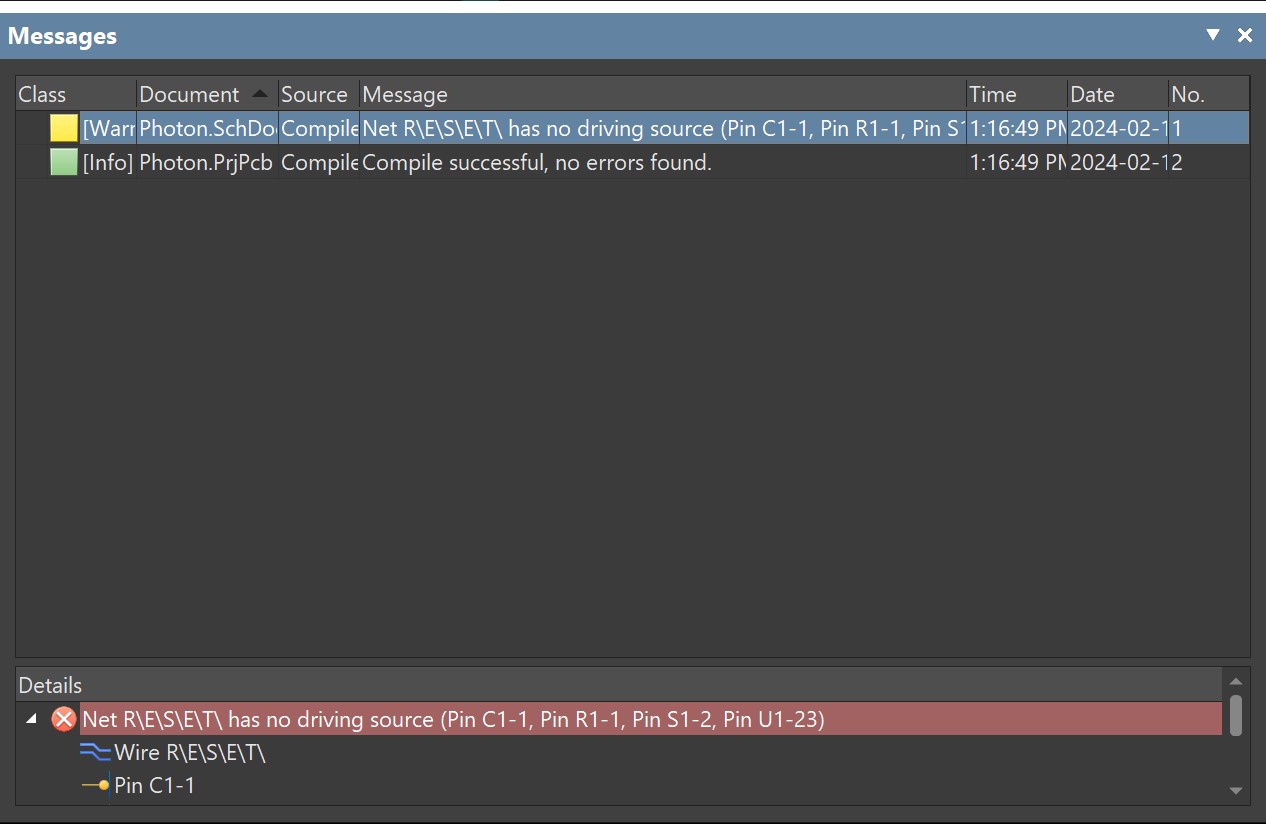 Messages
Class Document Source Message Time Date No.
[Warr Photon.SchDo Compile Net R\E\S\E\T\ has no driving source (Pin C1-1, Pin R1-1, Pin S1 1:16:49 PM 2024-02-1 1
[Info] Photon.PrjPcb Compile Compile successful, no errors found. 1:16:49 PM 2024-02-1 2
Details
Net R\E\S\E\T\ has no driving source (Pin C1-1, Pin R1-1, Pin S1-2, Pin U1-23)
Wire R\E\S\E\T\
Pin C1-1